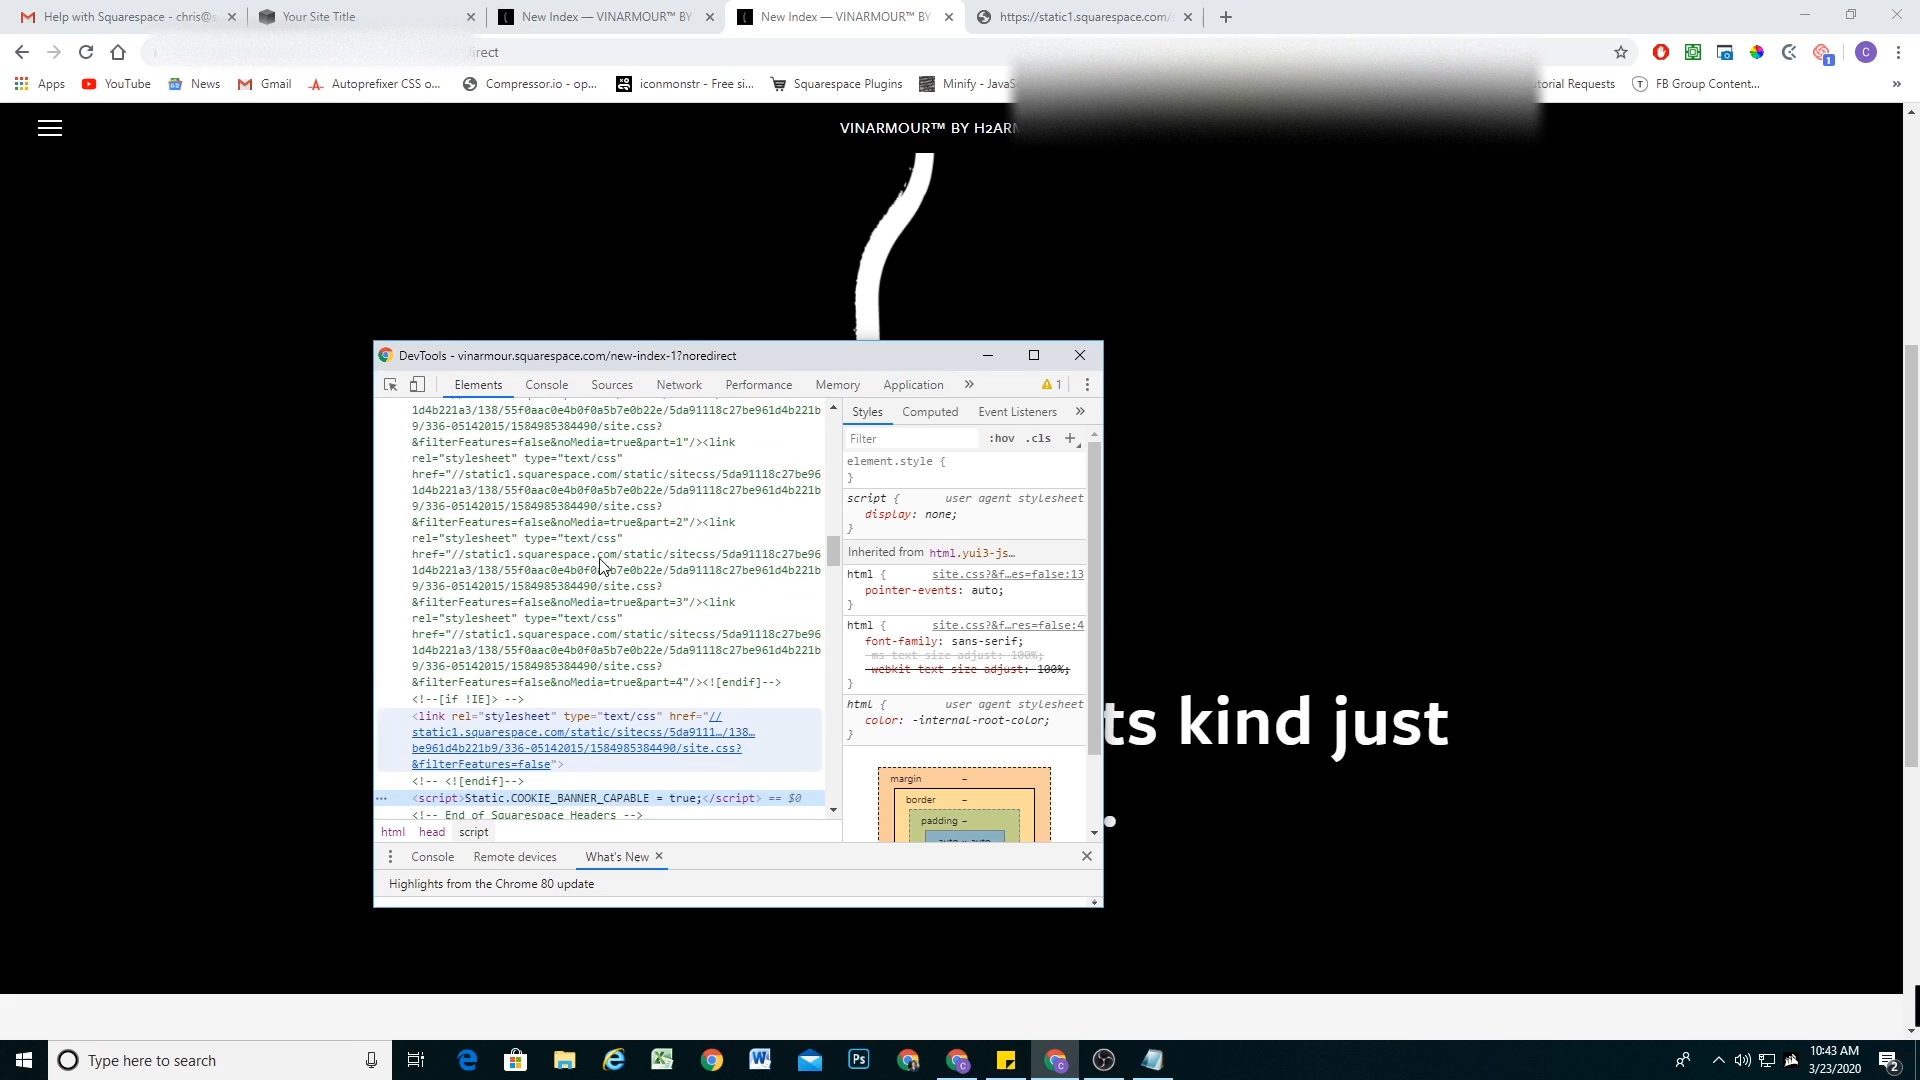 Help with Squarespace - chris@s
Your Site Title
New Index — VINARMOUR™ BY
New Index — VINARMOUR™ BY
https://static1.squarespace.com/
direct
Apps
YouTube
News
Gmail
Autoprefixer CSS o...
Compressor.io - op...
iconmonstr - Free si...
Squarespace Plugins
Minify - JavaSc
torial Requests
FB Group Content...
»
VINARMOUR™ BY H2ARM
DevTools - vinarmour.squarespace.com/new-index-1?noredirect
Elements
Console
Sources
Network
Performance
Memory
Application
»
1
1d4b221a3/138/55f0aac0e4b0f0a5b7e0b22e/5da91118c27be961d4b221b
9/336-05142015/1584985384490/site.css?
&filterFeatures=false&noMedia=true&part=1"/><link
rel="stylesheet" type="text/css"
href="//static1.squarespace.com/static/sitecss/5da91118c27be96
1d4b221a3/138/55f0aac0e4b0f0a5b7e0b22e/5da91118c27be961d4b221b
9/336-05142015/1584985384490/site.css?
&filterFeatures=false&noMedia=true&part=2"/><link
rel="stylesheet" type="text/css"
href="//static1.squarespace.com/static/sitecss/5da91118c27be96
1d4b221a3/138/55f0aac0e4b0f0a5b7e0b22e/5da91118c27be961d4b221b
9/336-05142015/1584985384490/site.css?
&filterFeatures=false&noMedia=true&part=3"/><link
rel="stylesheet" type="text/css"
href="//static1.squarespace.com/static/sitecss/5da91118c27be96
1d4b221a3/138/55f0aac0e4b0f0a5b7e0b22e/5da91118c27be961d4b221b
9/336-05142015/1584985384490/site.css?
&filterFeatures=false&noMedia=true&part=4"/><![endif]-->
<!--[if !IE]> -->
<link rel="stylesheet" type="text/css" href="//
static1.squarespace.com/static/sitecss/5da9111…/138…
be961d4b221b9/336-05142015/1584985384490/site.css?
&filterFeatures=false">
<!-- <![endif]-->
<script>Static.COOKIE_BANNER_CAPABLE = true;</script> == $0
<!-- End of Squarespace Headers -->
html
head
script
Styles
Computed
Event Listeners
»
Filter
:hov
.cls
+
element.style {
}
script {
user agent stylesheet
display: none;
}
Inherited from html.yui3-js…
html {
site.css?&f…es=false:13
pointer-events: auto;
}
html {
site.css?&f…res=false:4
font-family: sans-serif;
-ms-text-size-adjust: 100%;
-webkit-text-size-adjust: 100%;
}
html {
user agent stylesheet
color: -internal-root-color;
}
margin
-
border
-
padding
-
auto × auto
ts kind just
.
Console
Remote devices
What's New
Highlights from the Chrome 80 update
Type here to search
10:43 AM
3/23/2020
2